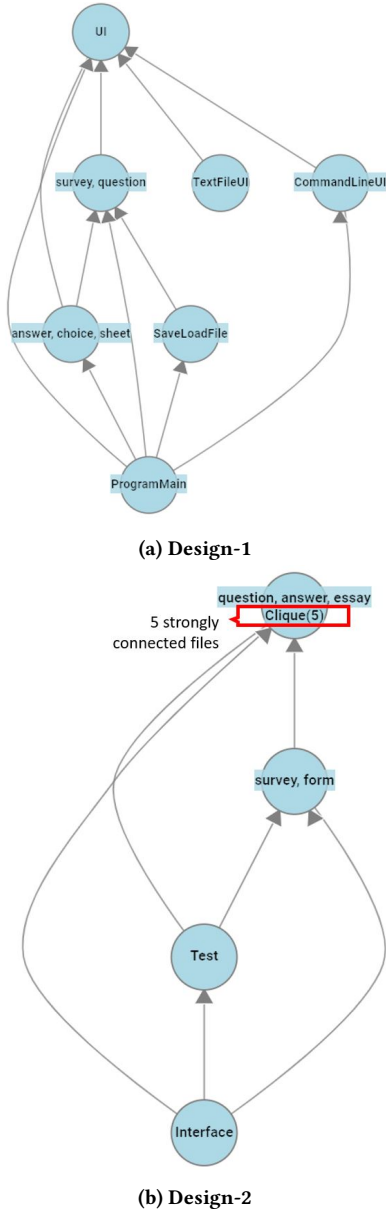 UI
survey, question
TextFileUI
CommandLineUI
answer, choice, sheet
SaveLoadFile
ProgramMain
(a) Design-1
question, answer, essay
Clique(5)
5 strongly
connected files
survey, form
Test
Interface
(b) Design-2